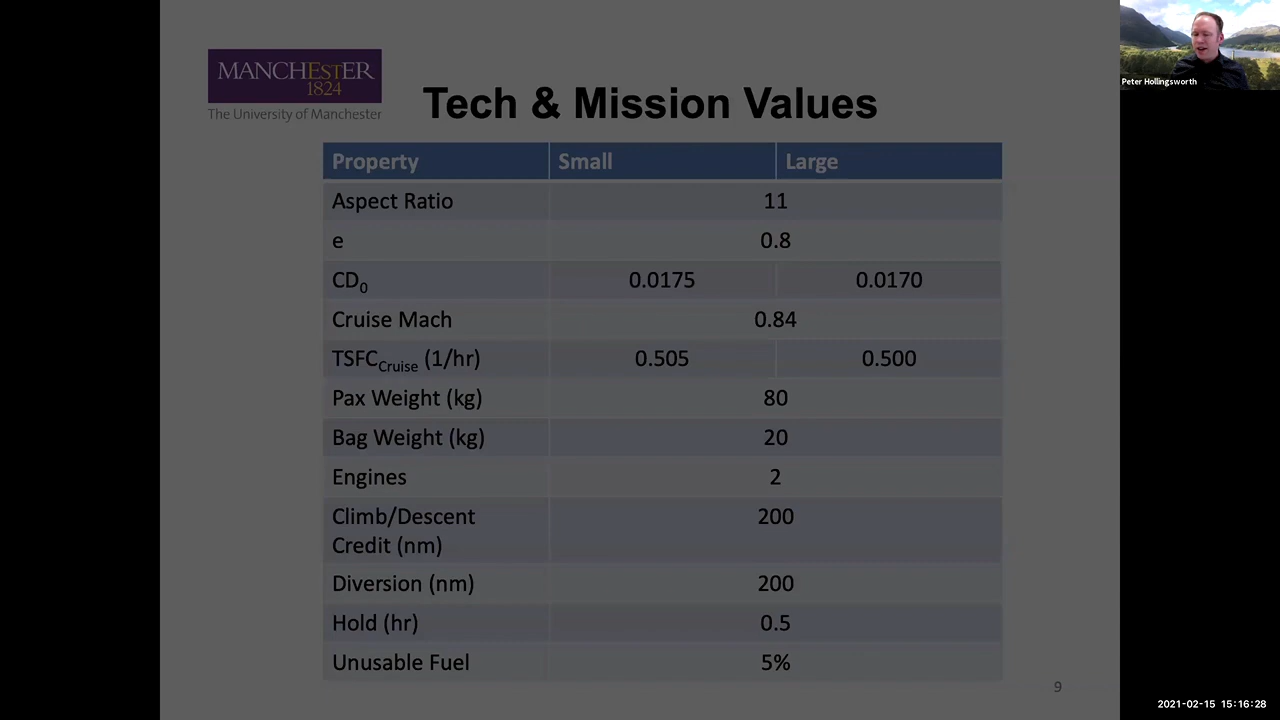 MANCHESTER
1824
The University of Manchester
Tech & Mission Values
Property Small Large
Aspect Ratio 11
e 0.8
CD0 0.0175 0.0170
Cruise Mach 0.84
TSFCCruise (1/hr) 0.505 0.500
Pax Weight (kg) 80
Bag Weight (kg) 20
Engines 2
Climb/Descent 200
Credit (nm)
Diversion (nm) 200
Hold (hr) 0.5
Unusable Fuel 5%
9
Peter Hollingsworth
2021-02-15 15:16:28